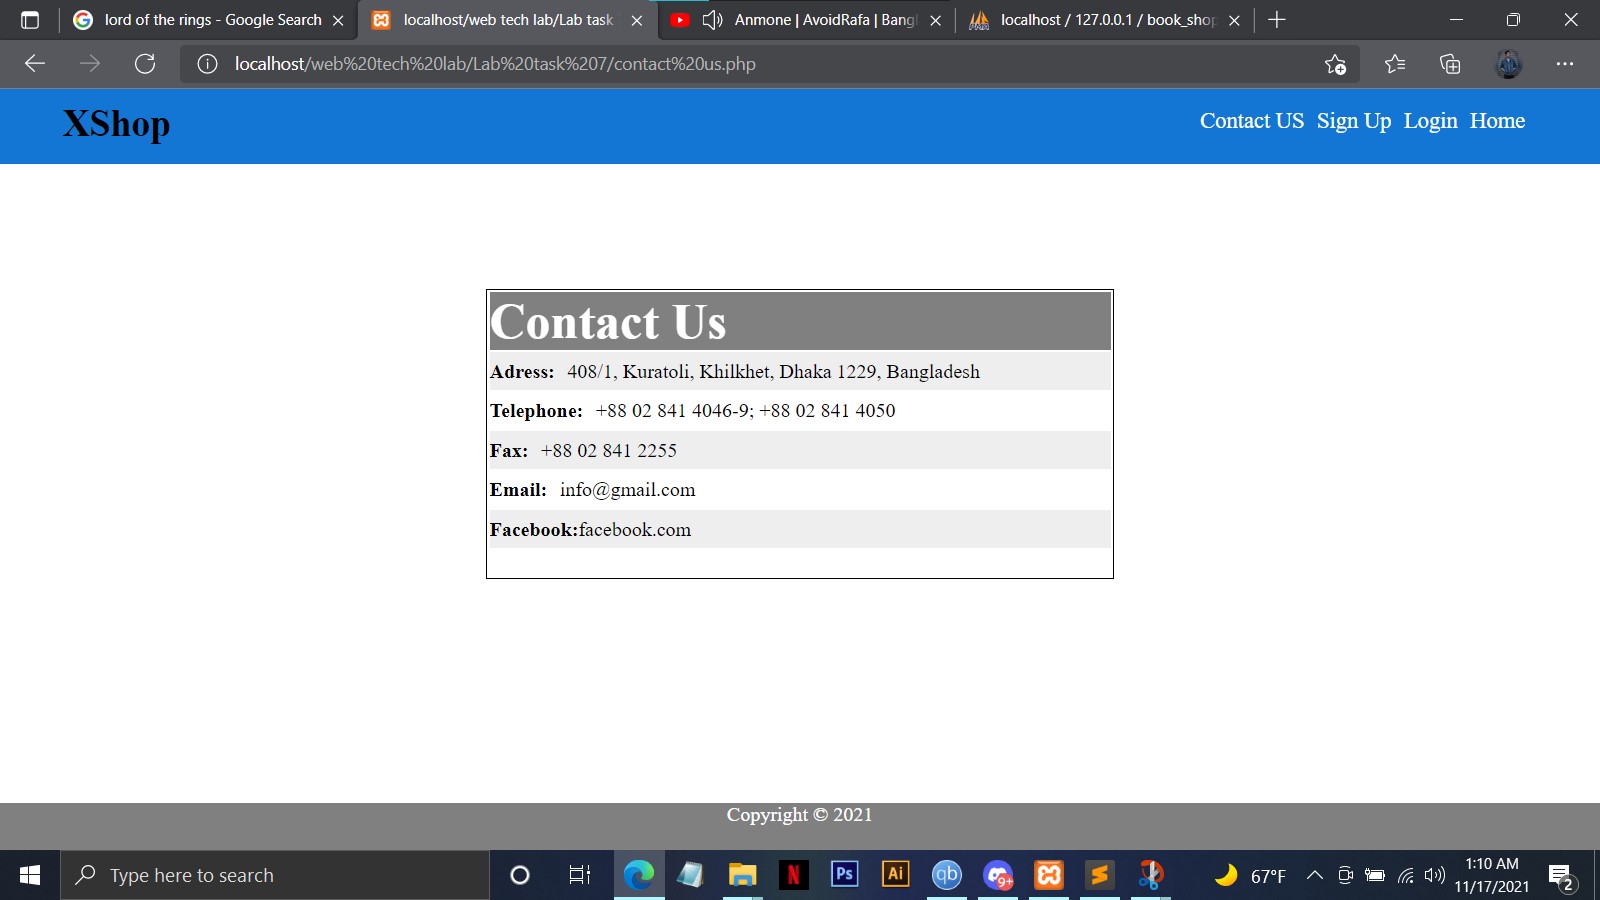 lord of the rings - Google Search
localhost/web tech lab/Lab task
Anmone | AvoidRafa | Bangl
localhost / 127.0.0.1 / book_shop
localhost/web%20tech%20lab/Lab%20task%207/contact%20us.php
XShop
Contact US Sign Up Login Home
Contact Us
Adress: 408/1, Kuratoli, Khilkhet, Dhaka 1229, Bangladesh
Telephone: +88 02 841 4046-9; +88 02 841 4050
Fax: +88 02 841 2255
Email: info@gmail.com
Facebook:facebook.com
Copyright © 2021
Type here to search
N
Ps
Ai
qb
9+
67°F
1:10 AM
11/17/2021
2